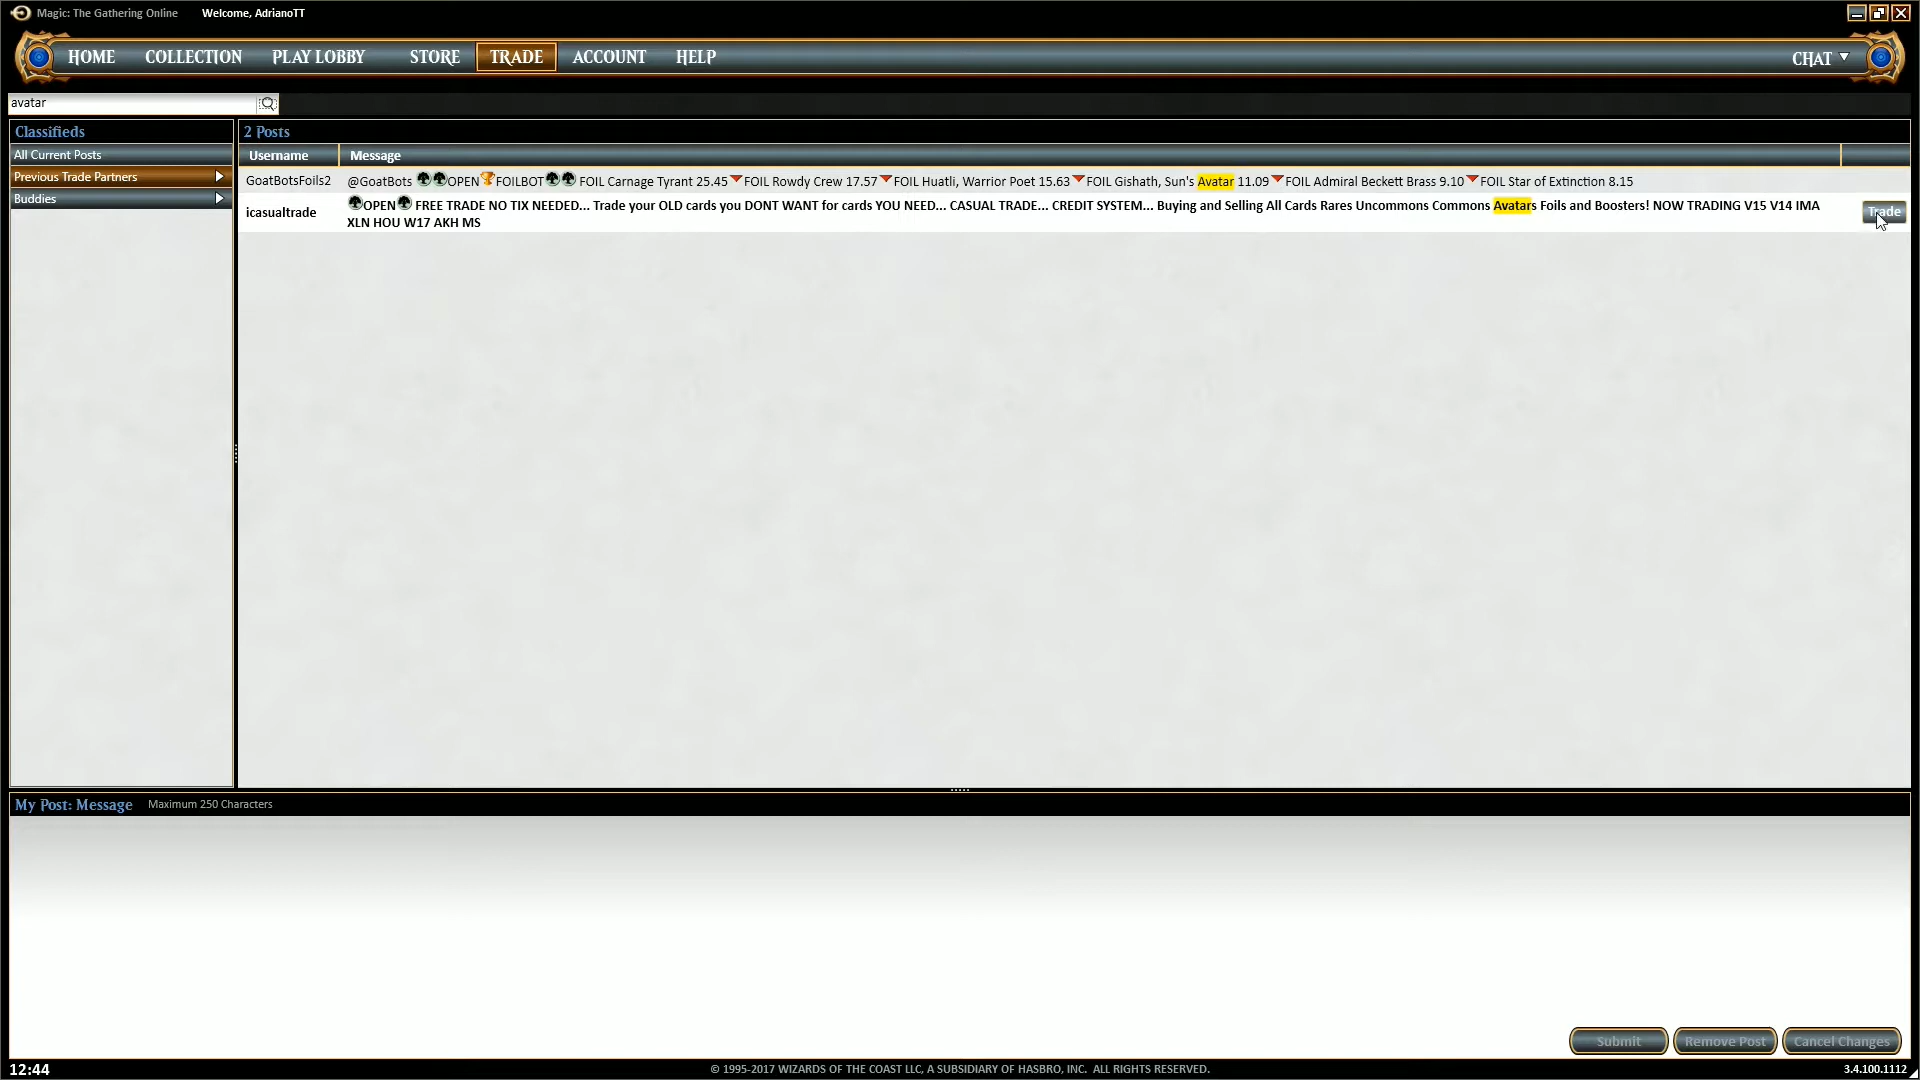 Magic: The Gathering Online Welcome, AdrianoTT
HOME COLLECTION PLAY LOBBY STORE TRADE ACCOUNT HELP CHAT
avatar
Classifieds
All Current Posts
Previous Trade Partners
Buddies
2 Posts
Username Message
GoatBotsFoils2 @GoatBots OPEN FOILBOT FOIL Carnage Tyrant 25.45 FOIL Rowdy Crew 17.57 FOIL Huatli, Warrior Poet 15.63 FOIL Gishath, Sun's Avatar 11.09 FOIL Admiral Beckett Brass 9.10 FOIL Star of Extinction 8.15
icasualtrade OPEN FREE TRADE NO TIX NEEDED... Trade your OLD cards you DONT WANT for cards YOU NEED... CASUAL TRADE... CREDIT SYSTEM... Buying and Selling All Cards Rares Uncommons Commons Avatars Foils and Boosters! NOW TRADING V15 V14 IMA
XLN HOU W17 AKH MS
Trade
My Post: Message Maximum 250 Characters
Submit Remove Post Cancel Changes
12:44 © 1995-2017 WIZARDS OF THE COAST LLC, A SUBSIDIARY OF HASBRO, INC. ALL RIGHTS RESERVED. 3.4.100.1112